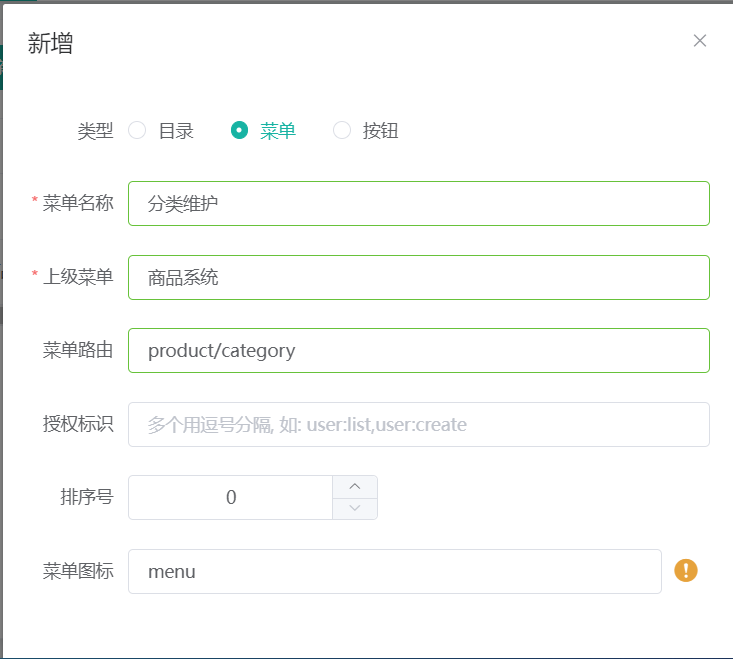 新增
类型 目录 菜单 按钮
* 菜单名称 分类维护
* 上级菜单 商品系统
菜单路由 product/category
授权标识 多个用逗号分隔, 如: user:list,user:create
排序号 0
菜单图标 menu